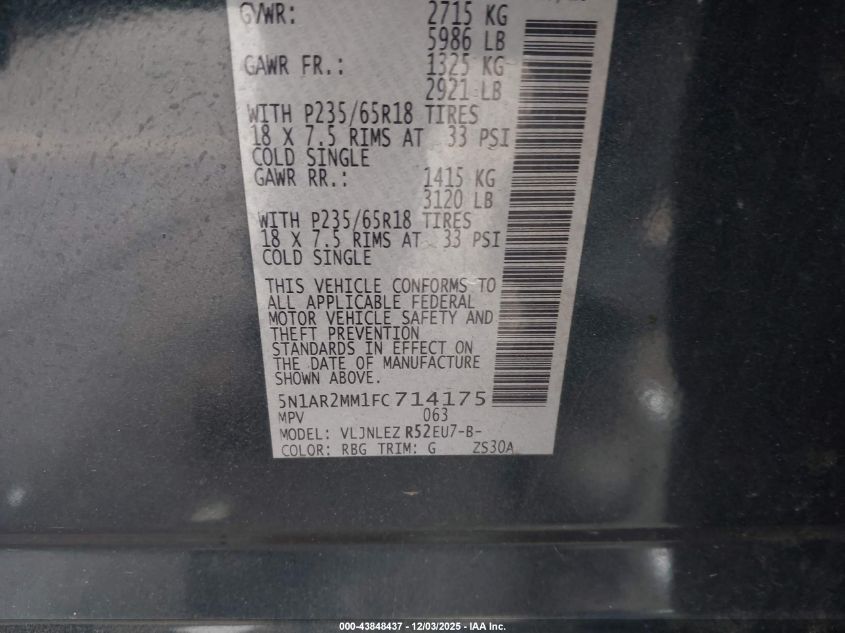 GVWR: 2715 KG
5986 LB
GAWR FR.: 1325 KG
2921 LB
WITH P235/65R18 TIRES
18 X 7.5 RIMS AT 33 PSI
COLD SINGLE
GAWR RR.: 1415 KG
3120 LB
WITH P235/65R18 TIRES
18 X 7.5 RIMS AT 33 PSI
COLD SINGLE
THIS VEHICLE CONFORMS TO
ALL APPLICABLE FEDERAL
MOTOR VEHICLE SAFETY AND
THEFT PREVENTION
STANDARDS IN EFFECT ON
THE DATE OF MANUFACTURE
SHOWN ABOVE.
5N1AR2MM1FC714175
MPV 063
MODEL: VLJNLEZ R52EU7-B-
COLOR: RBG TRIM: G ZS30A
000-43848437 - 12/03/2025 - IAA Inc.